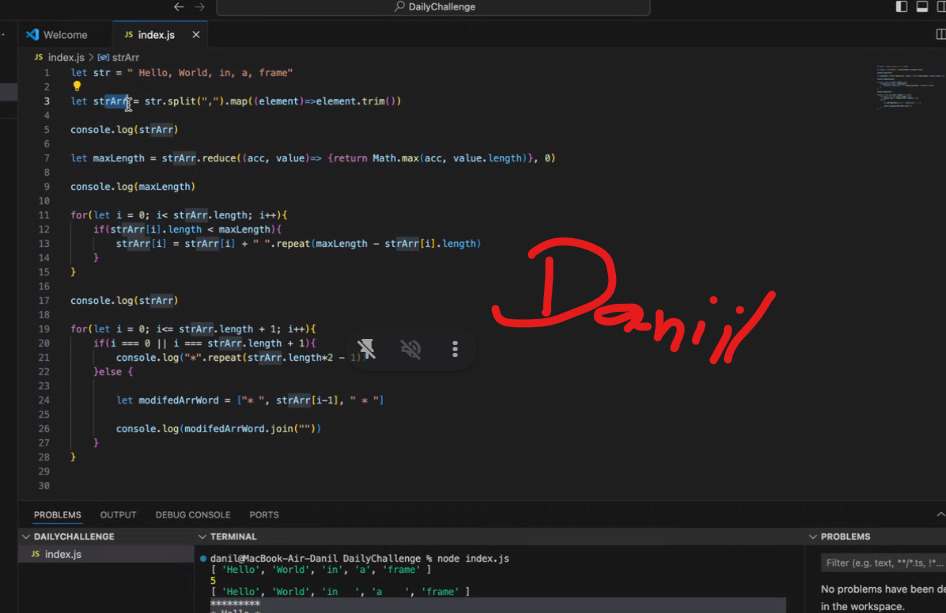 DailyChallenge
Welcome
JS index.js ×
JS index.js > strArr
1 let str = " Hello, World, in, a, frame"
2
3 let strArr = str.split(",").map((element)=>element.trim())
4
5 console.log(strArr)
6
7 let maxLength = strArr.reduce((acc, value)=> {return Math.max(acc, value.length)}, 0)
8
9 console.log(maxLength)
10
11 for(let i = 0; i< strArr.length; i++){
12 if(strArr[i].length < maxLength){
13 strArr[i] = strArr[i] + " ".repeat(maxLength - strArr[i].length)
14 }
15 }
16
17 console.log(strArr)
18
19 for(let i = 0; i<= strArr.length + 1; i++){
20 if(i === 0 || i === strArr.length + 1){
21 console.log("*".repeat(strArr.length*2 - 1)
22 }else {
23
24 let modifedArrWord = ["* ", strArr[i-1], " * "]
25
26 console.log(modifedArrWord.join(""))
27 }
28 }
29
30
Daniil
PROBLEMS OUTPUT DEBUG CONSOLE PORTS
DAILYCHALLENGE
JS index.js
TERMINAL
danil@MacBook-Air-Danil DailyChallenge % node index.js
[ 'Hello', 'World', 'in', 'a', 'frame' ]
5
[ 'Hello', 'World', 'in   ', 'a    ', 'frame' ]
*********
* Hello *
PROBLEMS
Filter (e.g. text, **/*.ts, !*...
No problems have been de
in the workspace.